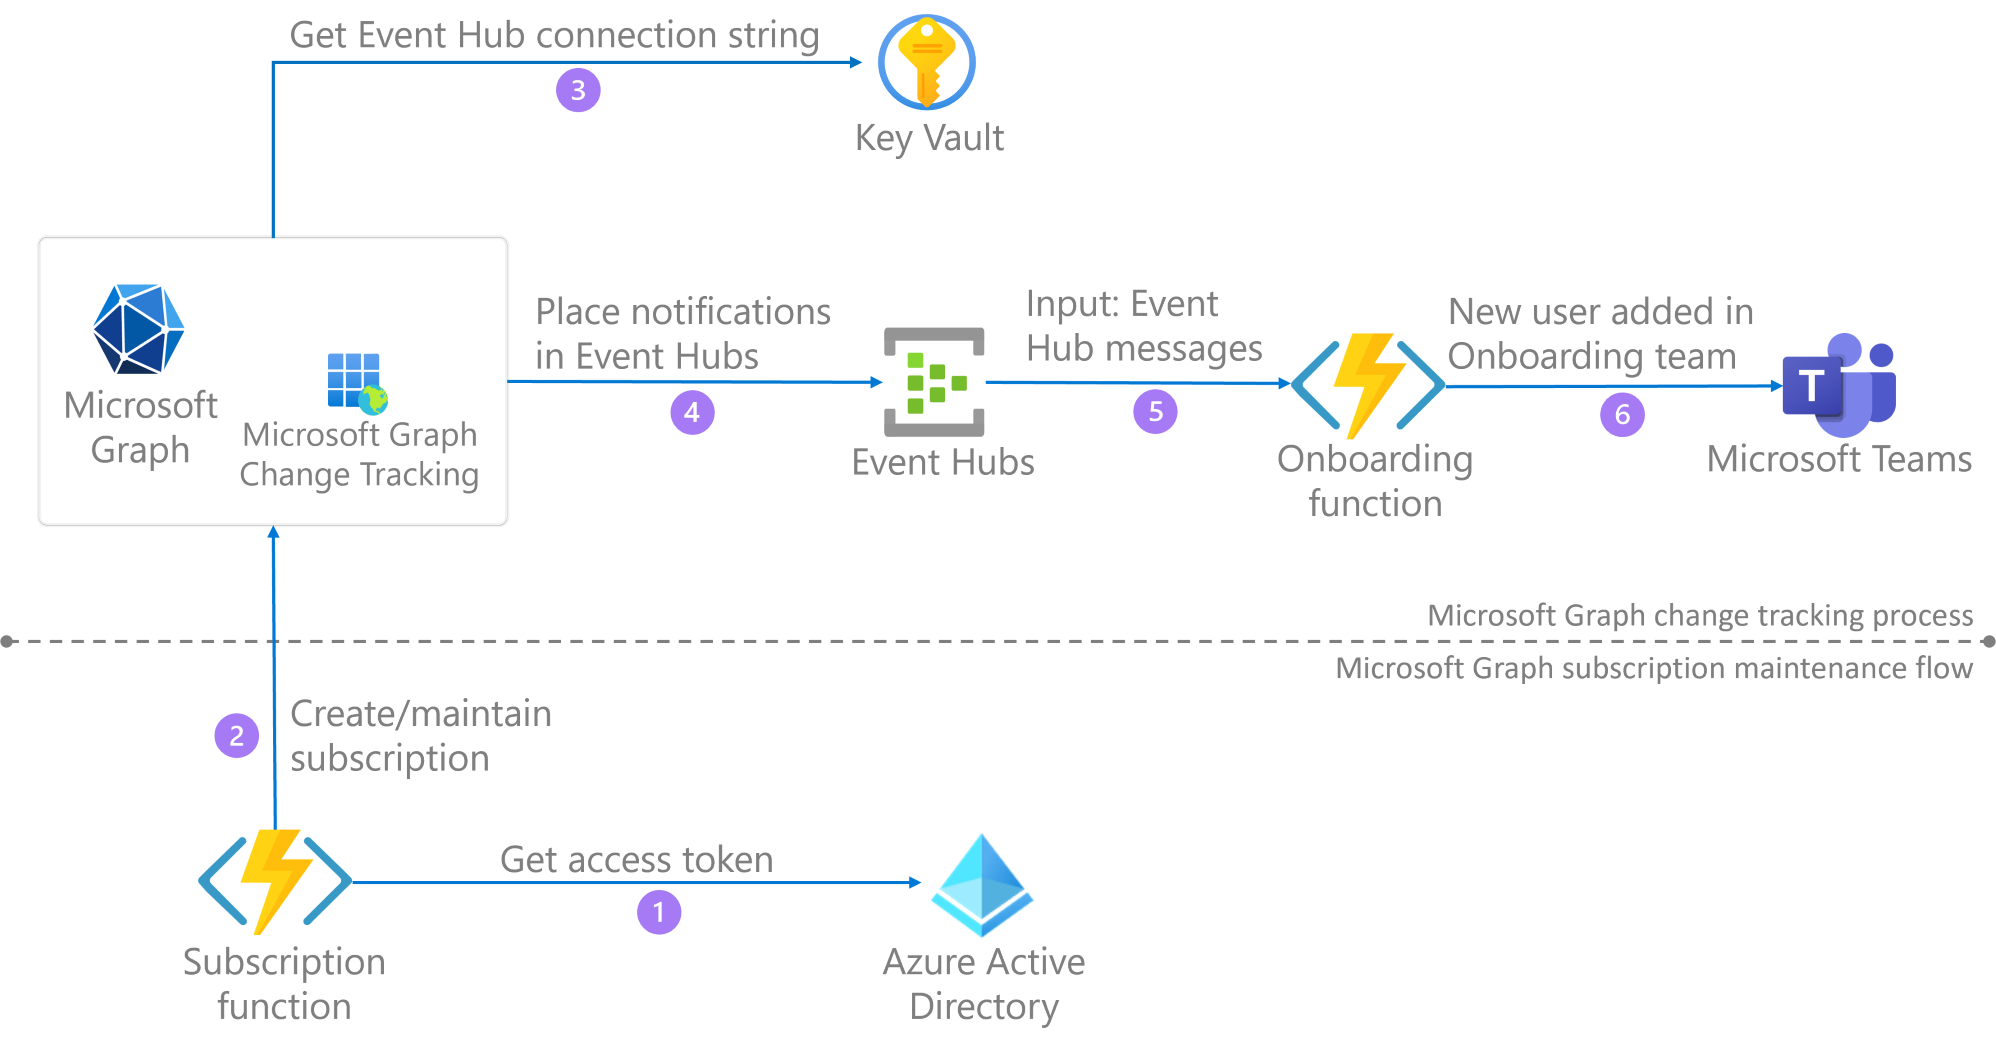 Get Event Hub connection string
3
Key Vault
Microsoft
Graph
Microsoft Graph
Change Tracking
Place notifications
in Event Hubs
4
Event Hubs
Input: Event
Hub messages
5
Onboarding
function
New user added in
Onboarding team
6
T
Microsoft Teams
Microsoft Graph change tracking process
Microsoft Graph subscription maintenance flow
2
Create/maintain
subscription
Subscription
function
Get access token
1
Azure Active
Directory